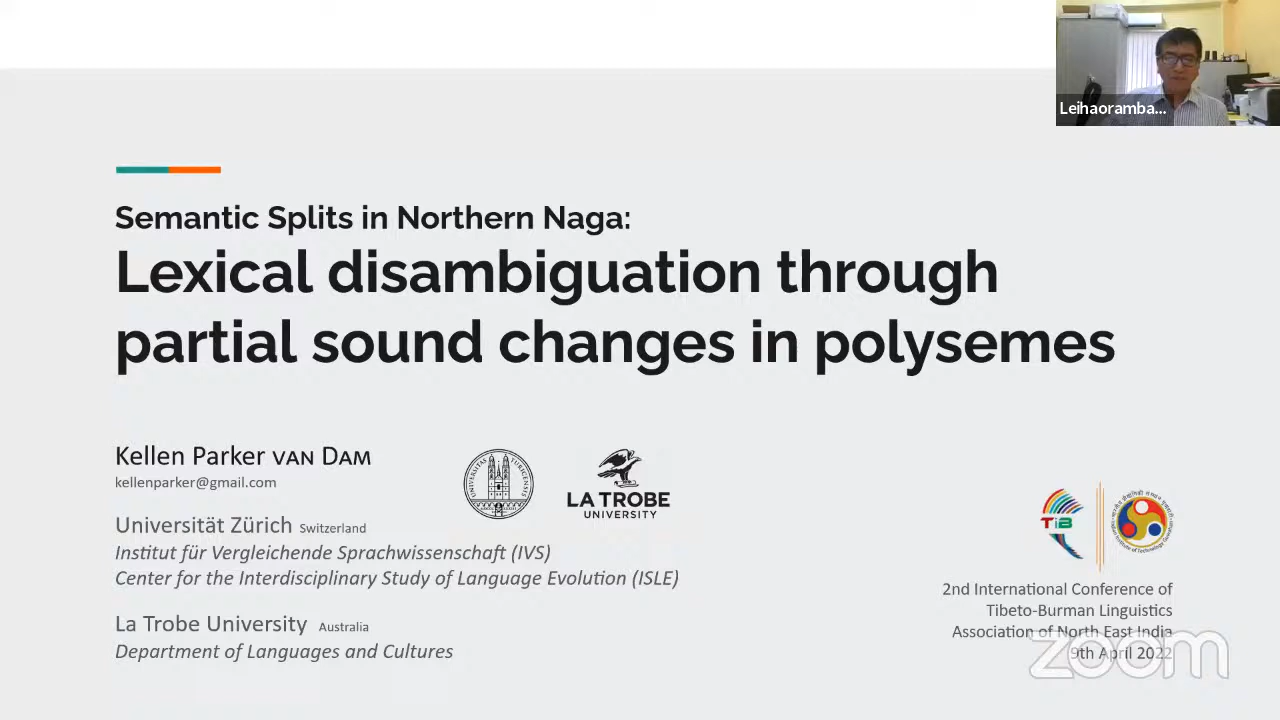 Leihaoramba...
Semantic Splits in Northern Naga:
Lexical disambiguation through
partial sound changes in polysemes
Kellen Parker VAN DAM
kellenparker@gmail.com
UNIVERSITAS TURICENSIS
LA TROBE
UNIVERSITY
Universität Zürich Switzerland
Institut für Vergleichende Sprachwissenschaft (IVS)
Center for the Interdisciplinary Study of Language Evolution (ISLE)
La Trobe University Australia
Department of Languages and Cultures
TiB
2nd International Conference of
Tibeto-Burman Linguistics
Association of North East India
9th April 2022
zoom